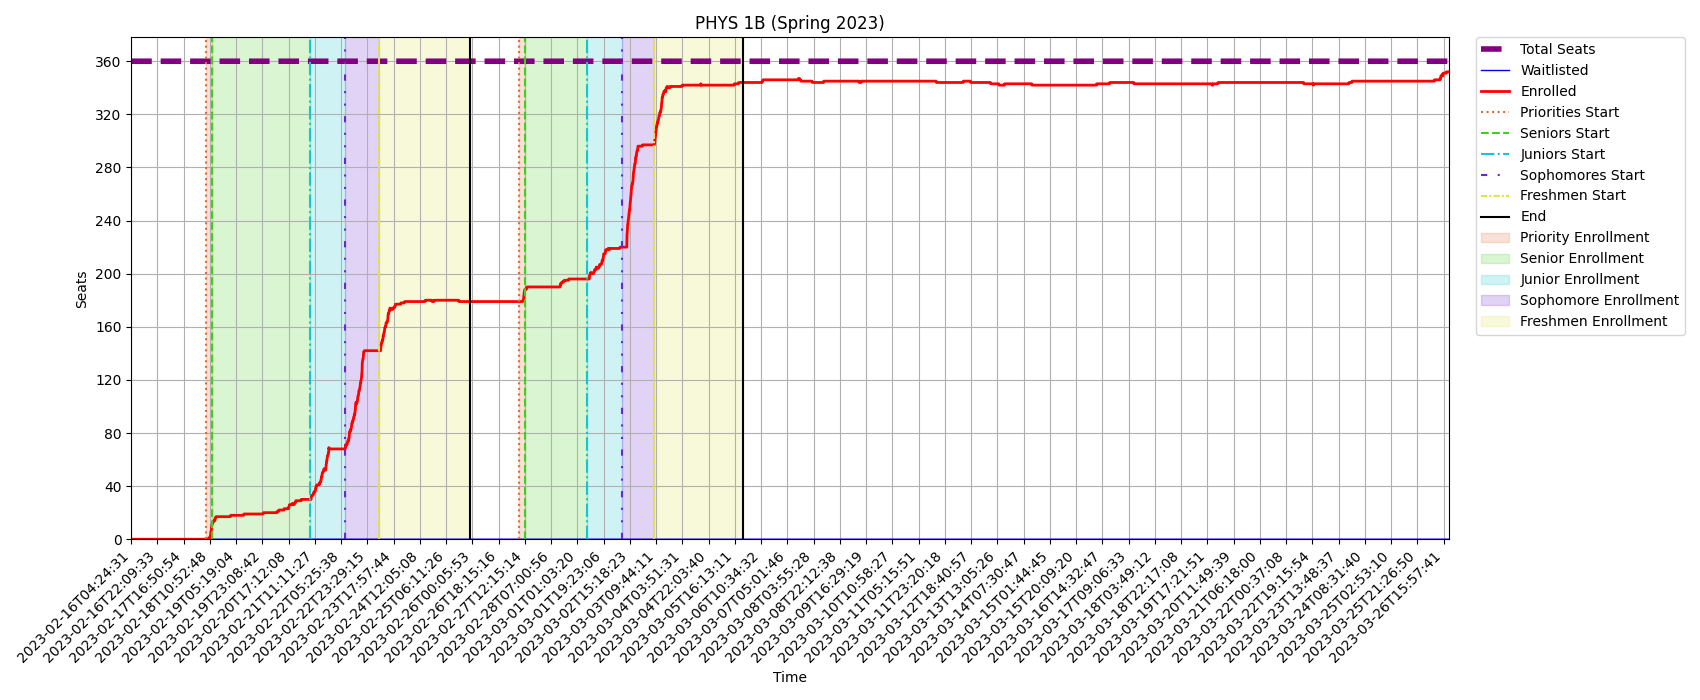 PHYS 1B (Spring 2023)
Seats
360
320
280
240
200
160
120
80
40
0
2023-02-16T04:24:31
2023-02-16T22:09:33
2023-02-17T16:50:54
2023-02-18T10:52:48
2023-02-19T05:19:04
2023-02-19T23:08:42
2023-02-20T17:12:08
2023-02-21T11:11:27
2023-02-22T05:25:38
2023-02-22T23:29:15
2023-02-23T17:57:44
2023-02-24T12:05:08
2023-02-25T06:11:26
2023-02-26T00:05:53
2023-02-26T18:15:16
2023-02-27T12:15:14
2023-02-28T07:00:56
2023-03-01T01:03:20
2023-03-01T19:23:06
2023-03-02T15:18:23
2023-03-03T09:44:11
2023-03-04T03:51:31
2023-03-04T22:03:40
2023-03-05T16:13:11
2023-03-06T10:34:32
2023-03-07T05:01:46
2023-03-08T03:55:28
2023-03-08T22:12:38
2023-03-09T16:29:19
2023-03-10T10:58:27
2023-03-11T05:15:51
2023-03-11T23:20:18
2023-03-12T18:40:57
2023-03-13T13:05:26
2023-03-14T07:30:47
2023-03-15T01:44:45
2023-03-15T20:09:20
2023-03-16T14:32:47
2023-03-17T09:06:33
2023-03-18T03:49:12
2023-03-18T22:17:08
2023-03-19T17:21:51
2023-03-20T11:49:39
2023-03-21T06:18:00
2023-03-22T00:37:08
2023-03-22T19:15:54
2023-03-23T13:48:37
2023-03-24T08:31:40
2023-03-25T02:53:10
2023-03-25T21:26:50
2023-03-26T15:57:41
Time
Total Seats
Waitlisted
Enrolled
Priorities Start
Seniors Start
Juniors Start
Sophomores Start
Freshmen Start
End
Priority Enrollment
Senior Enrollment
Junior Enrollment
Sophomore Enrollment
Freshmen Enrollment